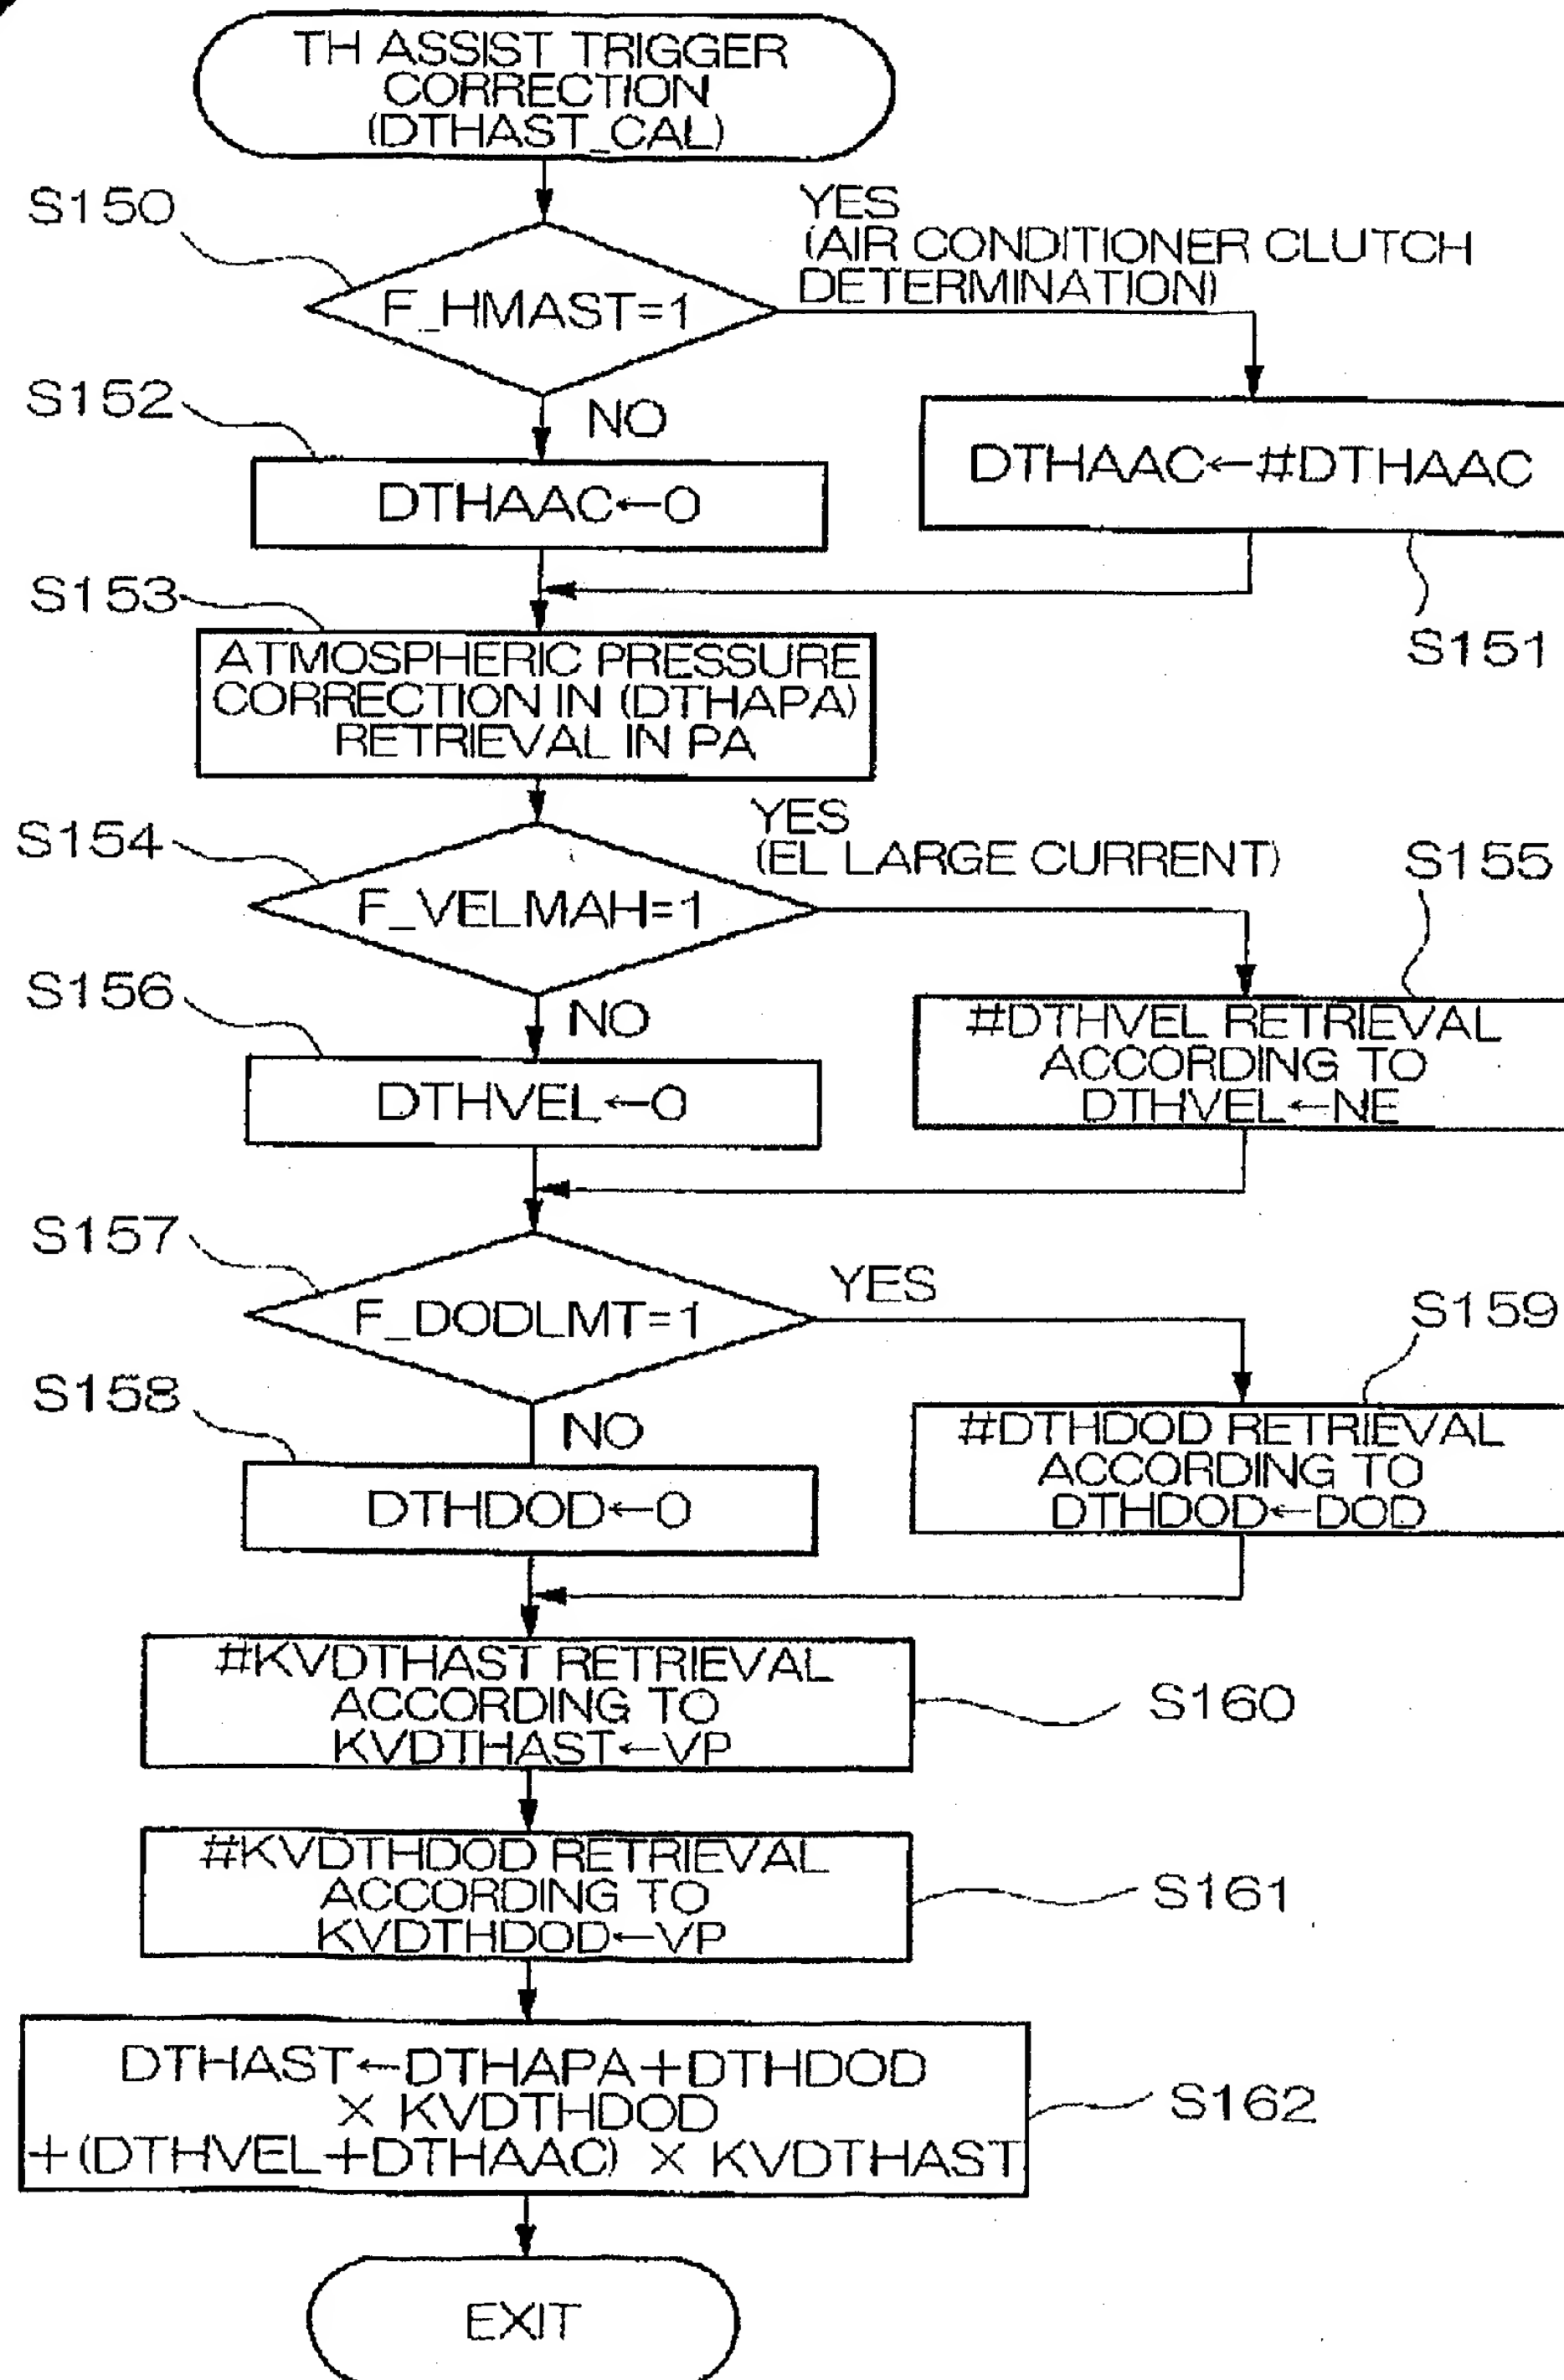 TH ASSIST TRIGGER
CORRECTION
(DTHAST_CAL)
S150
YES
(AIR CONDITIONER CLUTCH
DETERMINATION)
F_HMAST=1
S152
NO
DTHAAC←#DTHAAC
DTHAAC←0
S153
S151
ATMOSPHERIC PRESSURE
CORRECTION IN (DTHAPA)
RETRIEVAL IN PA
S154
YES
(EL LARGE CURRENT)
S155
F_VELMAH=1
S156
NO
#DTHVEL RETRIEVAL
ACCORDING TO
DTHVEL←NE
DTHVEL←0
S157
YES
F_DODLMT=1
S159
S158
NO
#DTHDOD RETRIEVAL
ACCORDING TO
DTHDOD←DOD
DTHDOD←0
#KVDTHAST RETRIEVAL
ACCORDING TO
KVDTHAST←VP
S160
#KVDTHDOD RETRIEVAL
ACCORDING TO
KVDTHDOD←VP
S161
DTHAST←DTHAPA+DTHDOD
× KVDTHDOD
+(DTHVEL+DTHAAC) × KVDTHAST
S162
EXIT